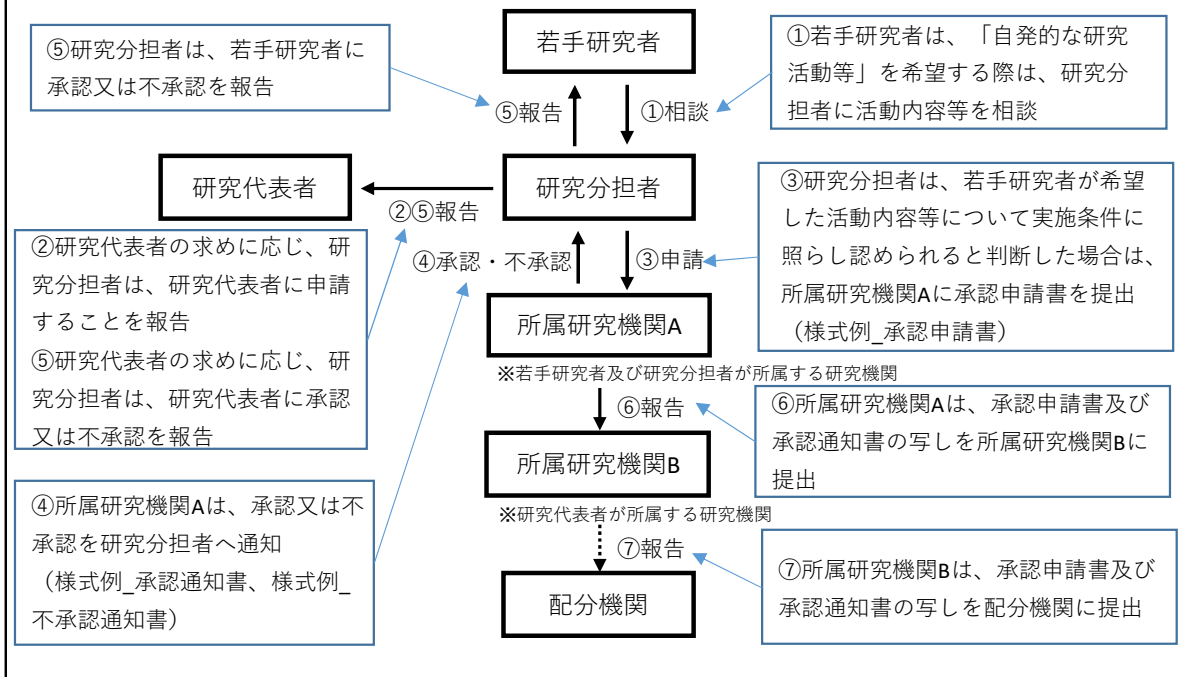 ⑤研究分担者は、若手研究者に
承認又は不承認を報告
若手研究者
①若手研究者は、「自発的な研究
活動等」を希望する際は、研究分
担者に活動内容等を相談
⑤報告
①相談
研究代表者
研究分担者
②⑤報告
③研究分担者は、若手研究者が希望
した活動内容等について実施条件に
照らし認められると判断した場合は、
所属研究機関Aに承認申請書を提出
（様式例_承認申請書）
②研究代表者の求めに応じ、研
究分担者は、研究代表者に申請
することを報告
⑤研究代表者の求めに応じ、研
究分担者は、研究代表者に承認
又は不承認を報告
④承認・不承認
③申請
所属研究機関A
※若手研究者及び研究分担者が所属する研究機関
⑥報告
⑥所属研究機関Aは、承認申請書及び
承認通知書の写しを所属研究機関Bに
提出
所属研究機関B
※研究代表者が所属する研究機関
④所属研究機関Aは、承認又は不
承認を研究分担者へ通知
（様式例_承認通知書、様式例_
不承認通知書）
⑦報告
⑦所属研究機関Bは、承認申請書及び
承認通知書の写しを配分機関に提出
配分機関